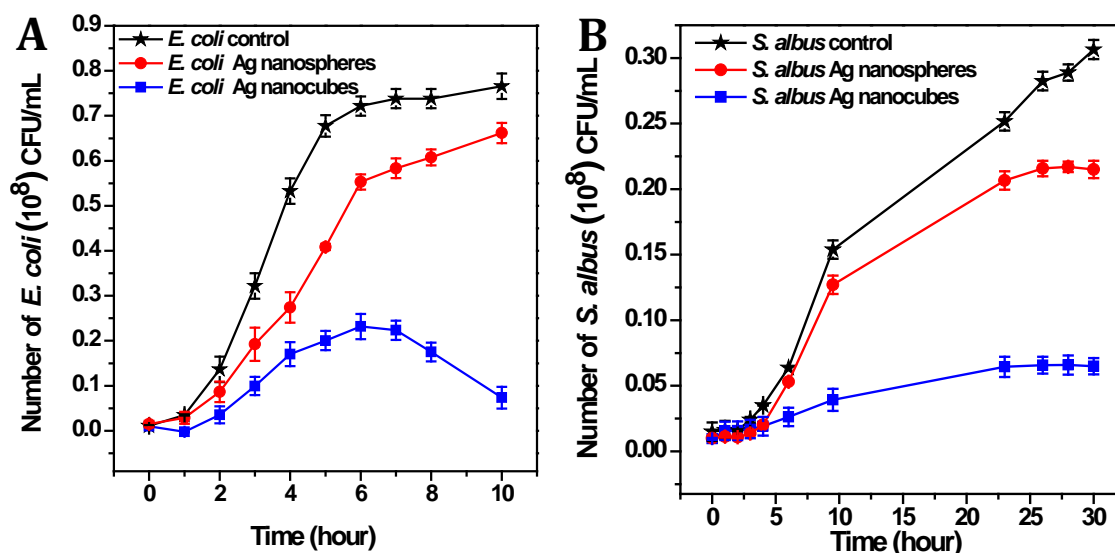 A
E. coli control
E. coli Ag nanospheres
E. coli Ag nanocubes
Number of E. coli (10⁸) CFU/mL
0.9
0.8
0.7
0.6
0.5
0.4
0.3
0.2
0.1
0.0
0 2 4 6 8 10
Time (hour)
B
S. albus control
S. albus Ag nanospheres
S. albus Ag nanocubes
Number of S. albus (10⁸) CFU/mL
0.30
0.25
0.20
0.15
0.10
0.05
0.00
0 5 10 15 20 25 30
Time (hour)